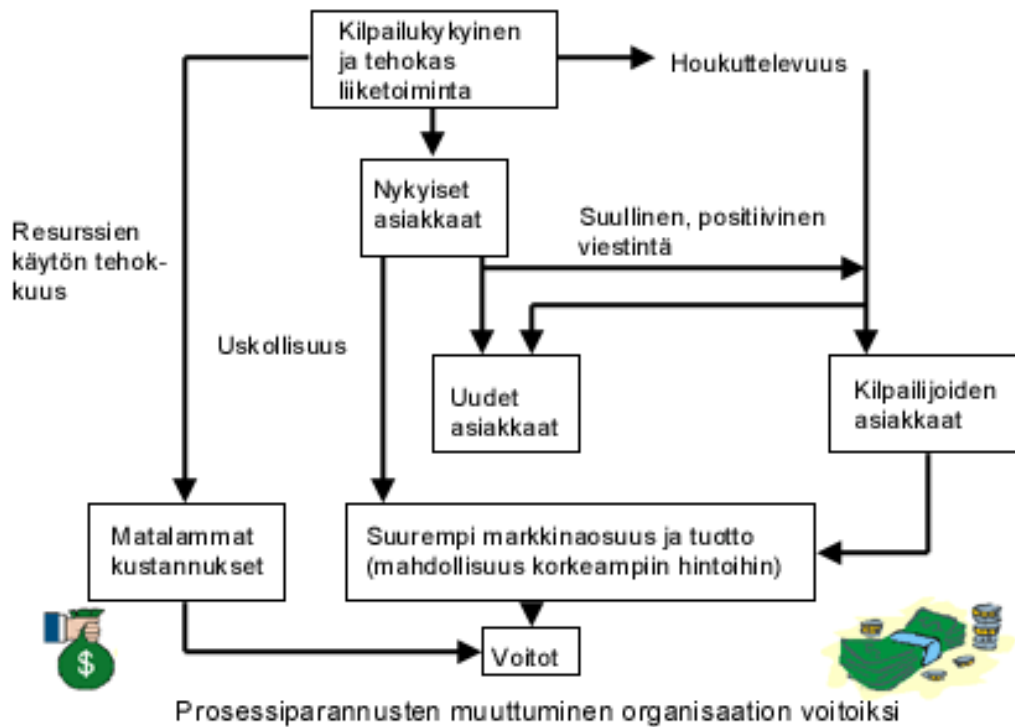 Kilpailukykyinen
ja tehokas
liiketoiminta
Houkuttelevuus
Nykyiset
asiakkaat
Suullinen, positiivinen
viestintä
Resurssien
käytön tehok-
kuus
Uskollisuus
Uudet
asiakkaat
Kilpailijoiden
asiakkaat
Matalammat
kustannukset
Suurempi markkinaosuus ja tuotto
(mahdollisuus korkeampiin hintoihin)
$
Voitot
Prosessiparannusten muuttuminen organisaation voitoiksi